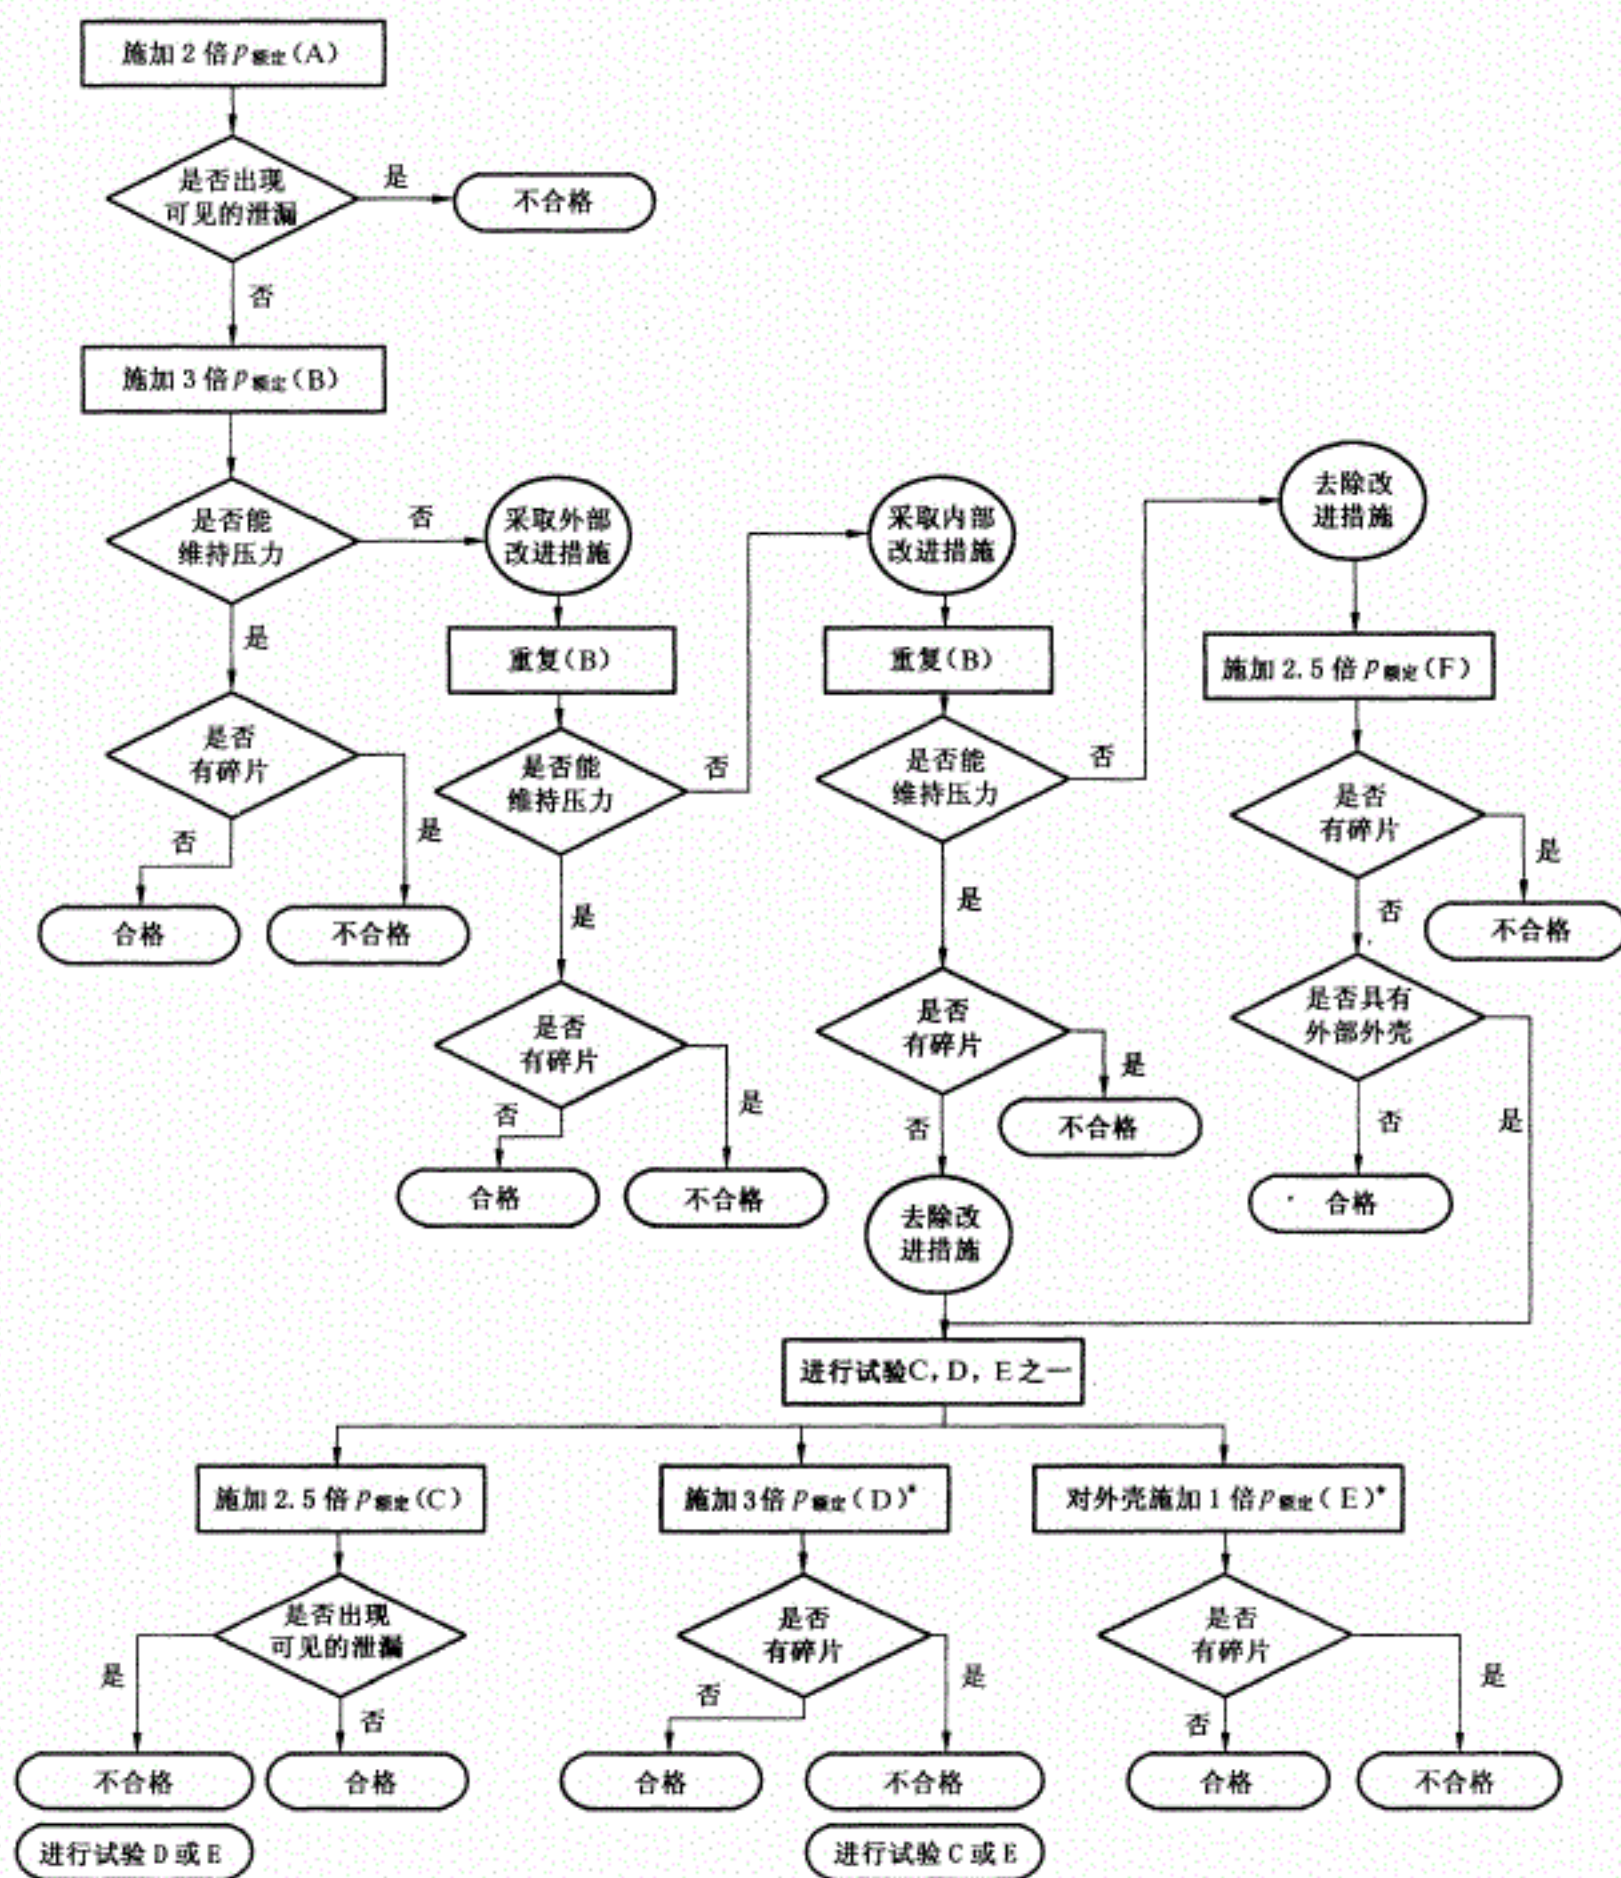 施加2倍p额定(A)
是否出现
可见的泄漏
是
不合格
否
施加3倍p额定(B)
是否能
维持压力
否
采取外部
改进措施
采取内部
改进措施
去除改
进措施
是
重复(B)
重复(B)
施加2.5倍p额定(F)
是否
有碎片
是否能
维持压力
否
是否能
维持压力
否
是否
有碎片
否
是
是
合格
不合格
是
是
否
不合格
是否
有碎片
是否
有碎片
是否具有
外部外壳
否
是
是
不合格
否
否
是
合格
不合格
去除改
进措施
合格
进行试验C,D,E之一
施加2.5倍p额定(C)
施加3倍p额定(D)*
对外壳施加1倍p额定(E)*
是否出现
可见的泄漏
是否
有碎片
是否
有碎片
是
否
否
是
否
是
不合格
合格
合格
不合格
合格
不合格
进行试验D或E
进行试验C或E